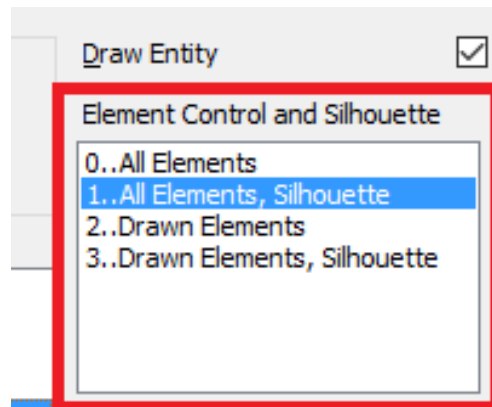 Draw Entity
Element Control and Silhouette
0..All Elements
1..All Elements, Silhouette
2..Drawn Elements
3..Drawn Elements, Silhouette